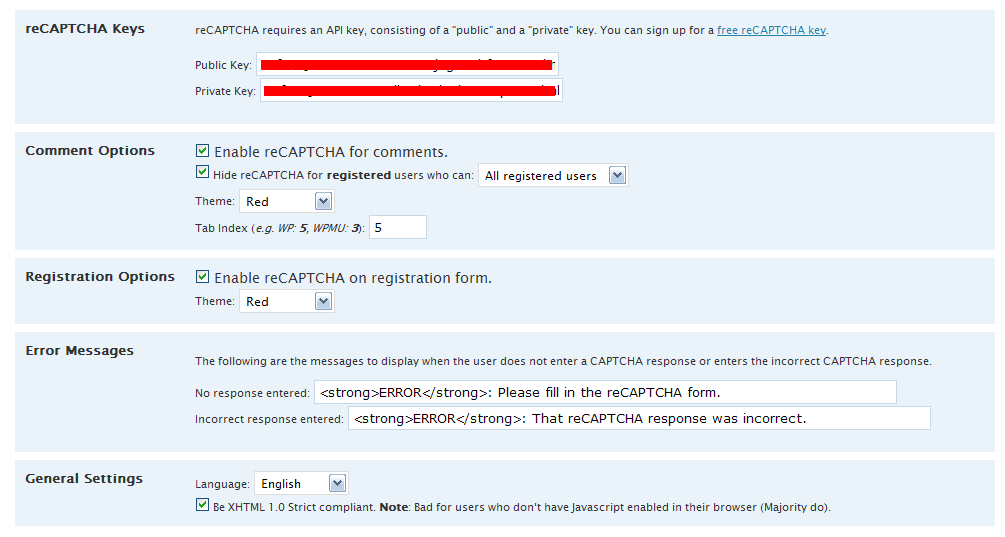 reCAPTCHA Keys
reCAPTCHA requires an API key, consisting of a "public" and a "private" key. You can sign up for a free reCAPTCHA key.
Public Key:
Private Key:
Comment Options
Enable reCAPTCHA for comments.
Hide reCAPTCHA for registered users who can: All registered users
Theme: Red
Tab Index (e.g. WP: 5, WPMU: 3): 5
Registration Options
Enable reCAPTCHA on registration form.
Theme: Red
Error Messages
The following are the messages to display when the user does not enter a CAPTCHA response or enters the incorrect CAPTCHA response.
No response entered: <strong>ERROR</strong>: Please fill in the reCAPTCHA form.
Incorrect response entered: <strong>ERROR</strong>: That reCAPTCHA response was incorrect.
General Settings
Language: English
Be XHTML 1.0 Strict compliant. Note: Bad for users who don't have Javascript enabled in their browser (Majority do).